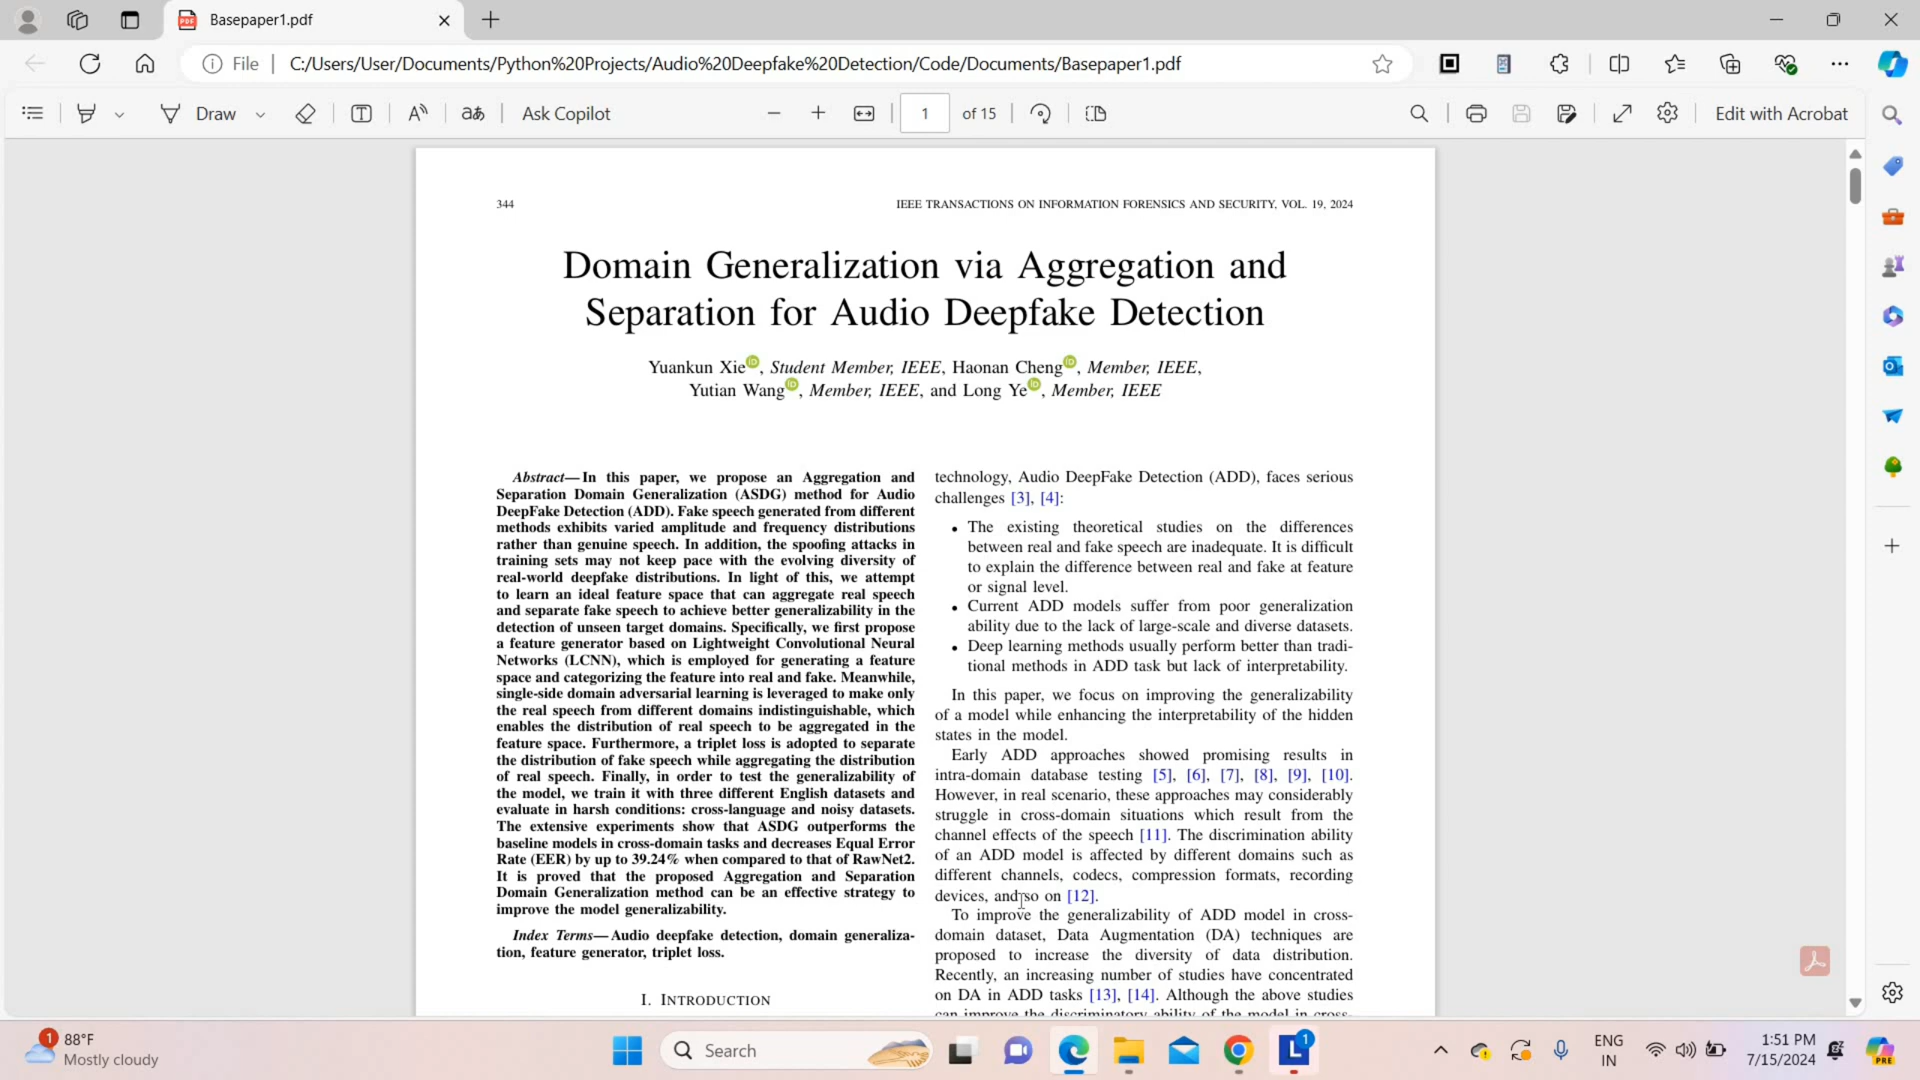 Basepaper1.pdf
File
C:/Users/User/Documents/Python%20Projects/Audio%20Deepfake%20Detection/Code/Documents/Basepaper1.pdf
Draw
Ask Copilot
1 of 15
Edit with Acrobat
344
IEEE TRANSACTIONS ON INFORMATION FORENSICS AND SECURITY, VOL. 19, 2024
Domain Generalization via Aggregation and
Separation for Audio Deepfake Detection
Yuankun Xie, Student Member, IEEE, Haonan Cheng, Member, IEEE,
Yutian Wang, Member, IEEE, and Long Ye, Member, IEEE
Abstract—In this paper, we propose an Aggregation and
Separation Domain Generalization (ASDG) method for Audio
DeepFake Detection (ADD). Fake speech generated from different
methods exhibits varied amplitude and frequency distributions
rather than genuine speech. In addition, the spoofing attacks in
training sets may not keep pace with the evolving diversity of
real-world deepfake distributions. In light of this, we attempt
to learn an ideal feature space that can aggregate real speech
and separate fake speech to achieve better generalizability in the
detection of unseen target domains. Specifically, we first propose
a feature generator based on Lightweight Convolutional Neural
Networks (LCNN), which is employed for generating a feature
space and categorizing the feature into real and fake. Meanwhile,
single-side domain adversarial learning is leveraged to make only
the real speech from different domains indistinguishable, which
enables the distribution of real speech to be aggregated in the
feature space. Furthermore, a triplet loss is adopted to separate
the distribution of fake speech while aggregating the distribution
of real speech. Finally, in order to test the generalizability of
the model, we train it with three different English datasets and
evaluate in harsh conditions: cross-language and noisy datasets.
The extensive experiments show that ASDG outperforms the
baseline models in cross-domain tasks and decreases Equal Error
Rate (EER) by up to 39.24% when compared to that of RawNet2.
It is proved that the proposed Aggregation and Separation
Domain Generalization method can be an effective strategy to
improve the model generalizability.
Index Terms—Audio deepfake detection, domain generaliza-
tion, feature generator, triplet loss.
I. INTRODUCTION
technology, Audio DeepFake Detection (ADD), faces serious
challenges [3], [4]:
• The existing theoretical studies on the differences
between real and fake speech are inadequate. It is difficult
to explain the difference between real and fake at feature
or signal level.
• Current ADD models suffer from poor generalization
ability due to the lack of large-scale and diverse datasets.
• Deep learning methods usually perform better than tradi-
tional methods in ADD task but lack of interpretability.
In this paper, we focus on improving the generalizability
of a model while enhancing the interpretability of the hidden
states in the model.
Early ADD approaches showed promising results in
intra-domain database testing [5], [6], [7], [8], [9], [10].
However, in real scenario, these approaches may considerably
struggle in cross-domain situations which result from the
channel effects of the speech [11]. The discrimination ability
of an ADD model is affected by different domains such as
different channels, codecs, compression formats, recording
devices, and so on [12].
To improve the generalizability of ADD model in cross-
domain dataset, Data Augmentation (DA) techniques are
proposed to increase the diversity of data distribution.
Recently, an increasing number of studies have concentrated
on DA in ADD tasks [13], [14]. Although the above studies
can improve the discriminatory ability of the model in cross-
1
88°F
Mostly cloudy
Search
1
ENG
IN
1:51 PM
7/15/2024
PRE